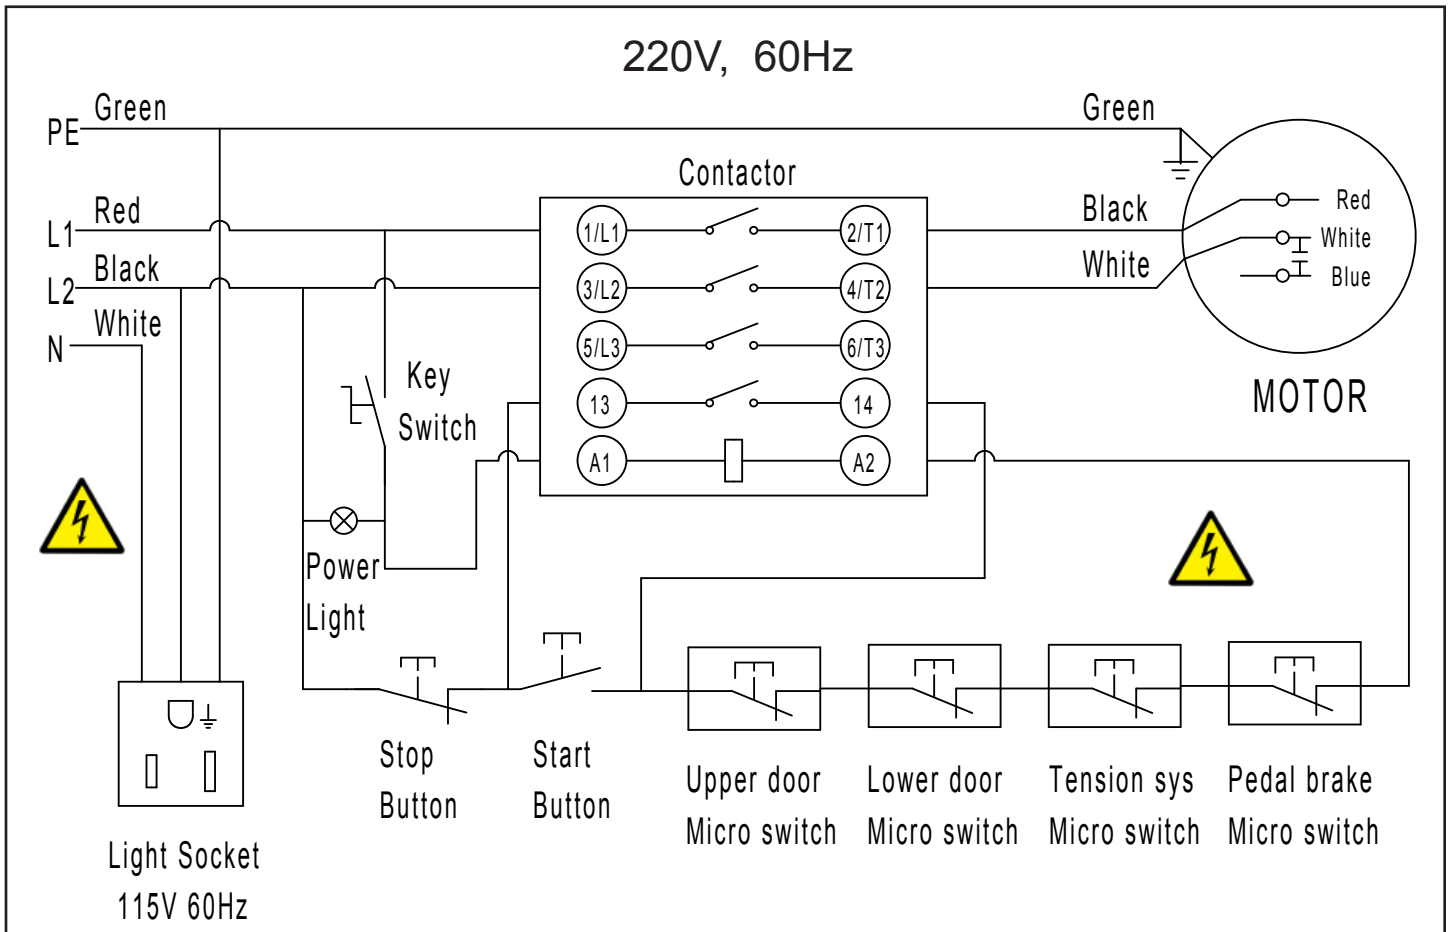 220V, 60Hz
Green
PE
Green
Contactor
Red
L1
1/L1
2/T1
Black
Red
Black
L2
3/L2
4/T2
White
White
Blue
White
N
5/L3
6/T3
Key
Switch
13
14
MOTOR
A1
A2
Power
Light
Stop
Button
Start
Button
Upper door
Micro switch
Lower door
Micro switch
Tension sys
Micro switch
Pedal brake
Micro switch
Light Socket
115V 60Hz